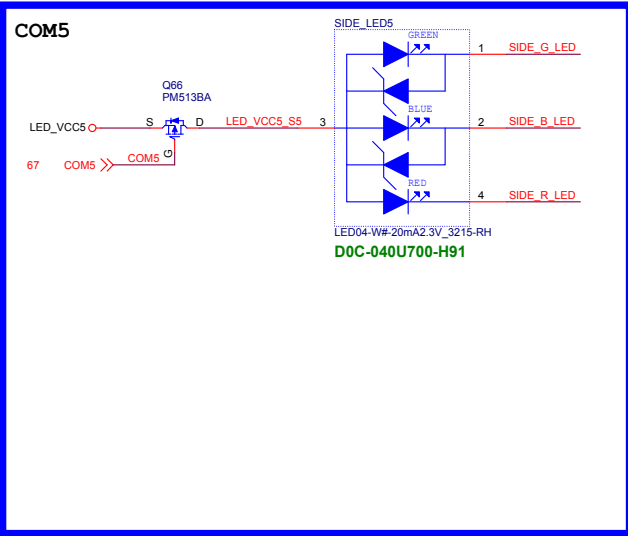 COM5
SIDE_LED5
GREEN
1 SIDE_G_LED
Q66
PM513BA
LED_VCC5 S D LED_VCC5_S5 3
BLUE
2 SIDE_B_LED
G
67 COM5 COM5
RED
4 SIDE_R_LED
LED04-W#-20mA2.3V_3215-RH
D0C-040U700-H91